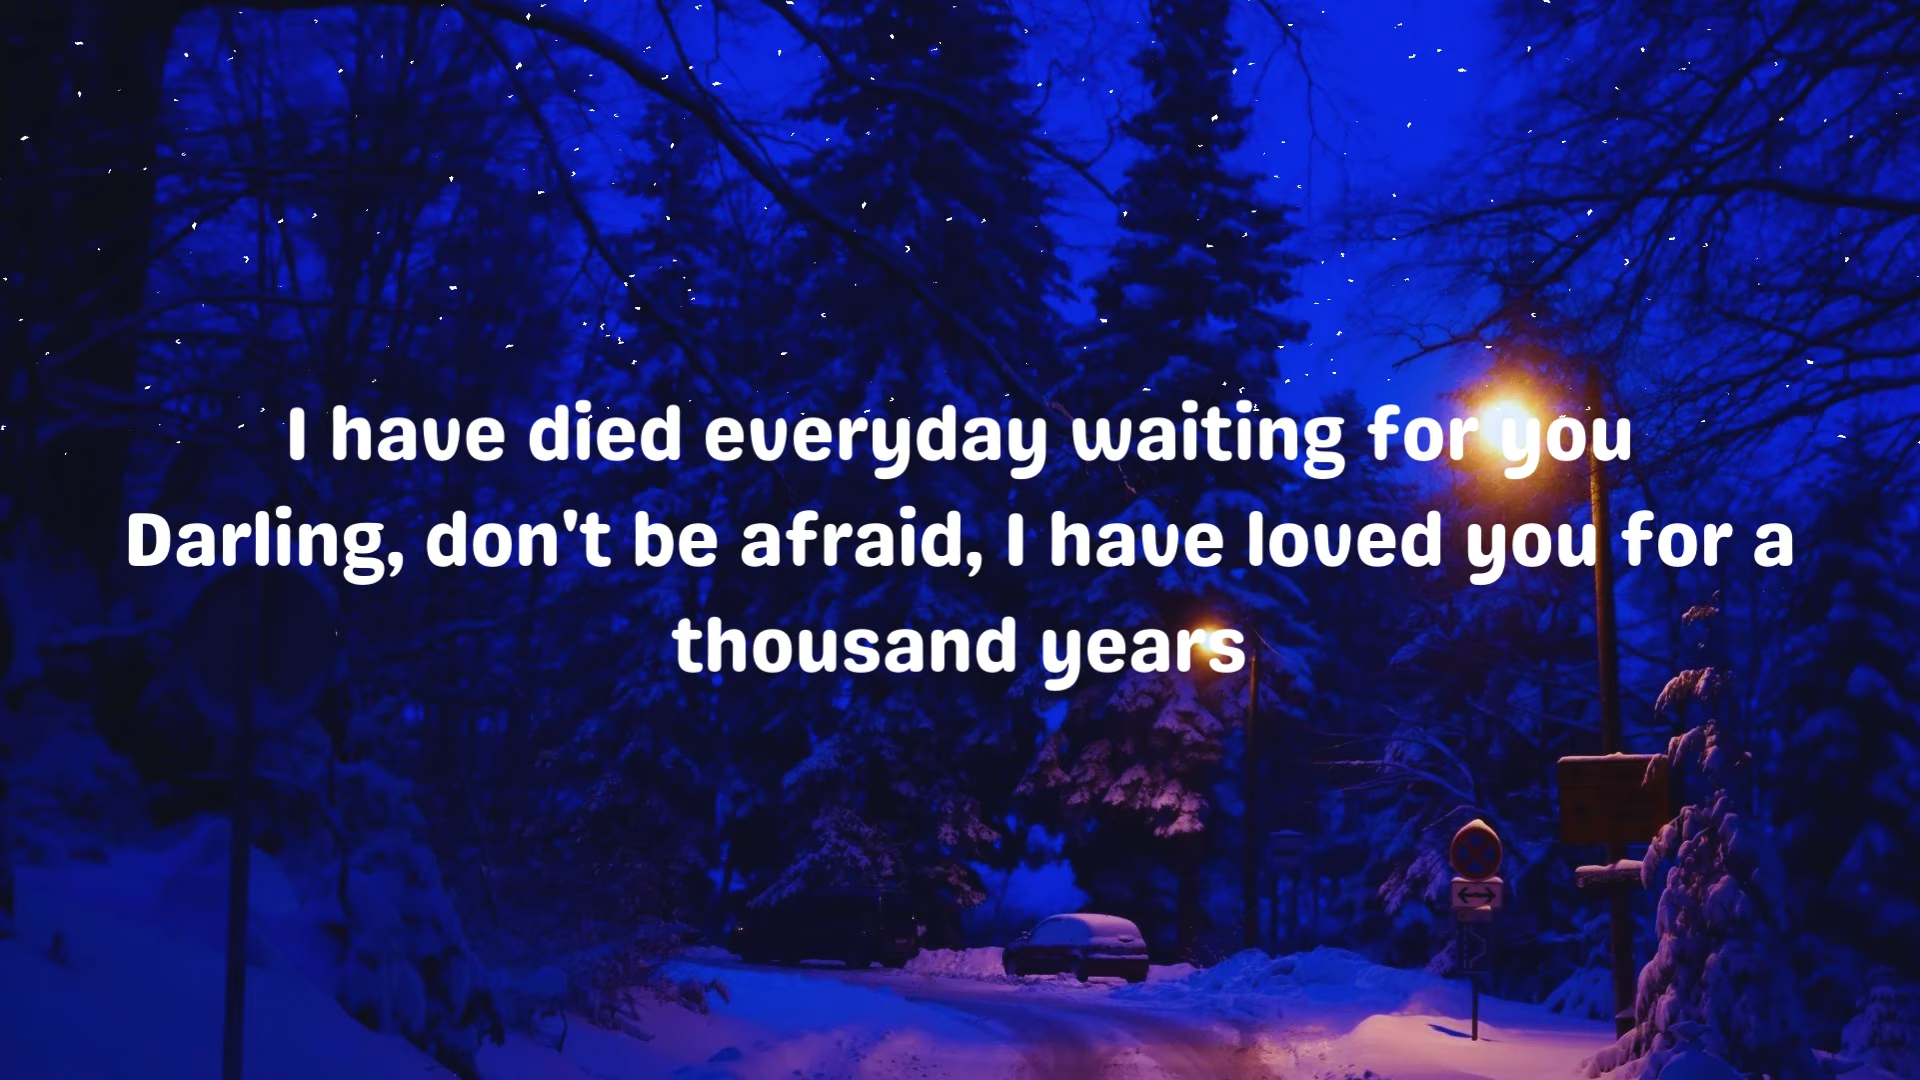 I have died everyday waiting for you
Darling, don't be afraid, I have loved you for a
thousand years